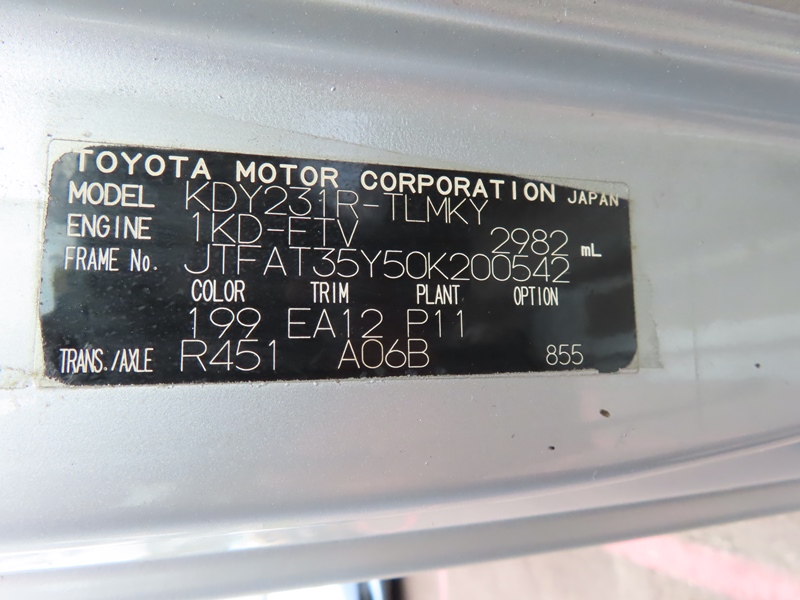 TOYOTA MOTOR CORPORATION JAPAN
MODEL KDY231R-TLMKY
ENGINE 1KD-FTV 2982 mL
FRAME No. JTFAT35Y50K200542
COLOR TRIM PLANT OPTION
199 EA12 P11
TRANS./AXLE R451 A06B 855